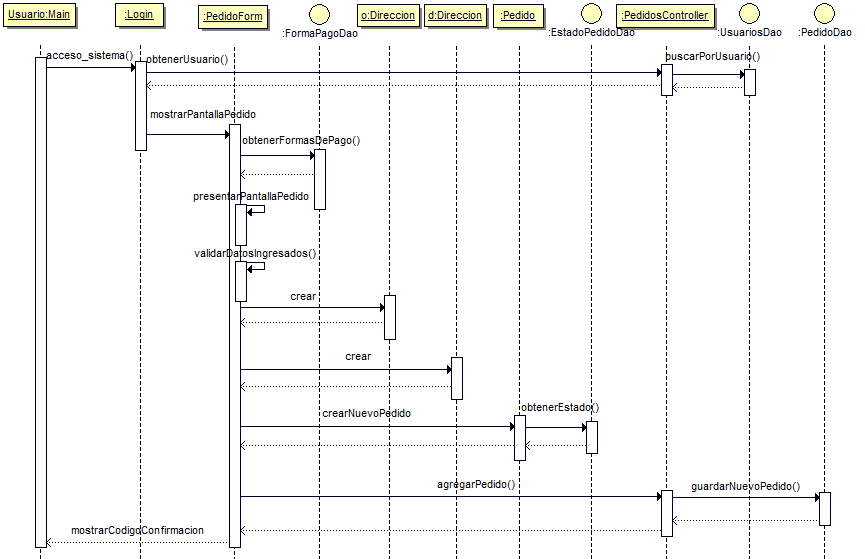 Usuario:Main
:Login
:PedidoForm
:FormaPagoDao
o:Direccion
d:Direccion
:Pedido
:EstadoPedidoDao
:PedidosController
:UsuariosDao
:PedidoDao
acceso_sistema()
obtenerUsuario()
puscarPorUsuario()
mostrarPantallaPedido
obtenerFormasDePago()
presentarPantallaPedido
validarDatosIngresados()
crear
crear
obtenerEstado()
crearNuevoPedido
agregarPedido()
guardarNuevoPedido()
mostrarCodigoConfirmacion